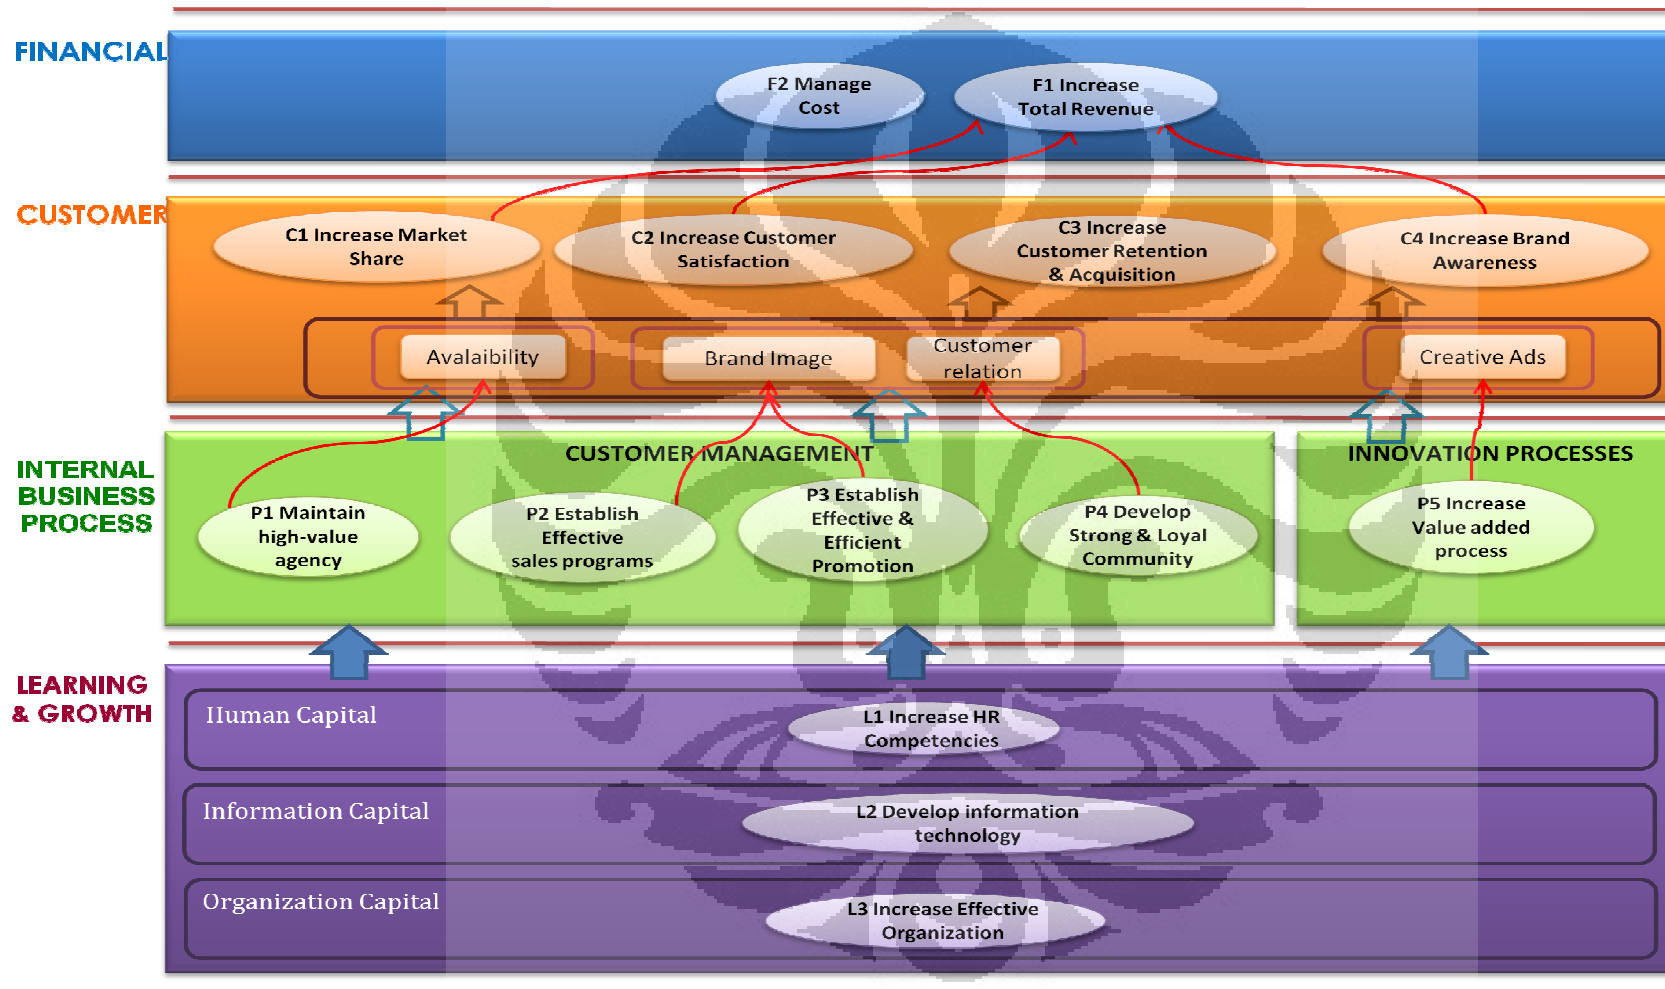 FINANCIAL
F2 Manage
Cost
F1 Increase
Total Revenue
CUSTOMER
C1 Increase Market
Share
C2 Increase Customer
Satisfaction
C3 Increase
Customer Retention
& Acquisition
C4 Increase Brand
Awareness
Avalaibility
Brand Image
Customer
relation
Creative Ads
INTERNAL
BUSINESS
PROCESS
CUSTOMER MANAGEMENT
INNOVATION PROCESSES
P1 Maintain
high-value
agency
P2 Establish
Effective
sales programs
P3 Establish
Effective &
Efficient
Promotion
P4 Develop
Strong & Loyal
Community
P5 Increase
Value added
process
LEARNING
& GROWTH
Human Capital
L1 Increase HR
Competencies
Information Capital
L2 Develop information
technology
Organization Capital
L3 Increase Effective
Organization